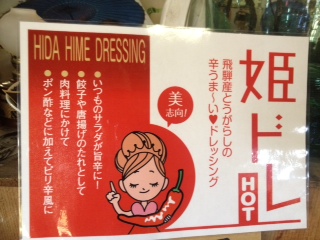 HIDA HIME DRESSING
姫ドレ
HOT
飛騨産とうがらしの
辛うま〜い♥ドレッシング
美
志向!
●いつものサラダが旨辛に!
●餃子や唐揚げのたれとして
●肉料理にかけて
●ポン酢などに加えてピリ辛風に